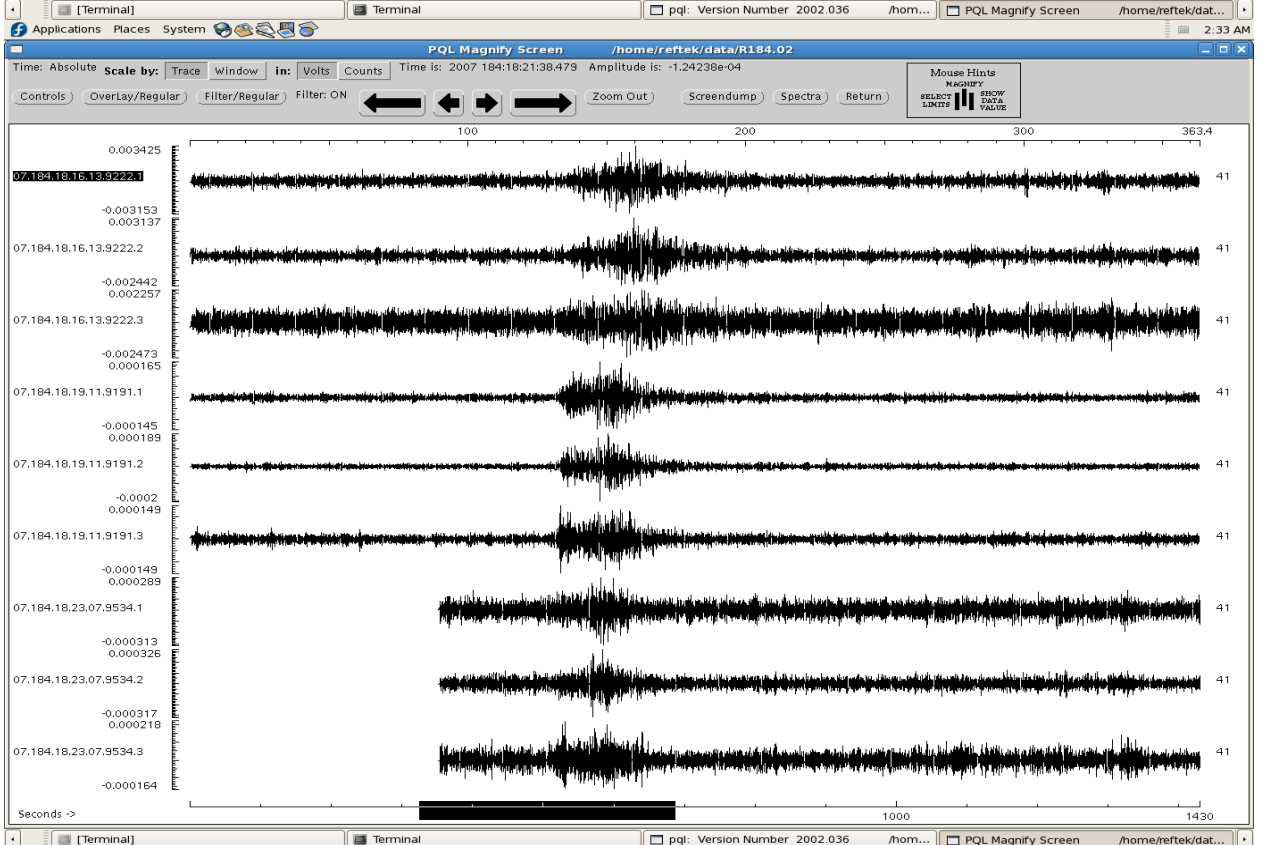 [Terminal] Terminal pql: Version Number 2002.036 /hom... PQL Magnify Screen /home/reftek/dat...
Applications Places System 2:33 AM
PQL Magnify Screen /home/reftek/data/R184.02
Time: Absolute Scale by: Trace Window in: Volts Counts Time is: 2007 184:18:21:38.479 Amplitude is: -1.24238e-04
Controls OverLay/Regular Filter/Regular Filter: ON Zoom Out Screendump Spectra Return
Mouse Hints
MAGNIFY
SELECT LIMITS
SHOW DATA VALUE
100 200 300 363.4
0.003425
07.184.18.16.13.9222.1 41
-0.003153
0.003137
07.184.18.16.13.9222.2 41
-0.002442
0.002257
07.184.18.16.13.9222.3 41
-0.002473
0.000165
07.184.18.19.11.9191.1 41
-0.000145
0.000189
07.184.18.19.11.9191.2 41
-0.0002
0.000149
07.184.18.19.11.9191.3 41
-0.000149
0.000289
07.184.18.23.07.9534.1 41
-0.000313
0.000326
07.184.18.23.07.9534.2 41
-0.000317
0.000218
07.184.18.23.07.9534.3 41
-0.000164
Seconds -> 1000 1430
[Terminal] Terminal pql: Version Number 2002.036 /hom... PQL Magnify Screen /home/reftek/dat...